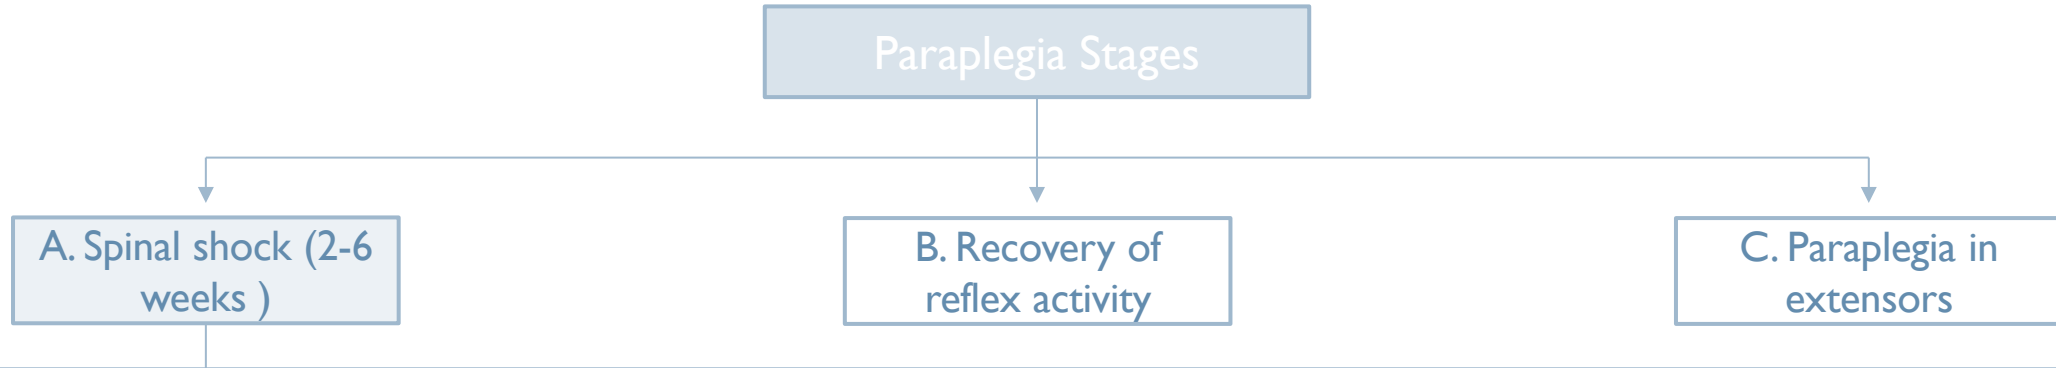 Paraplegia Stages
A. Spinal shock (2-6
weeks )
B. Recovery of
reflex activity
C. Paraplegia in
extensors